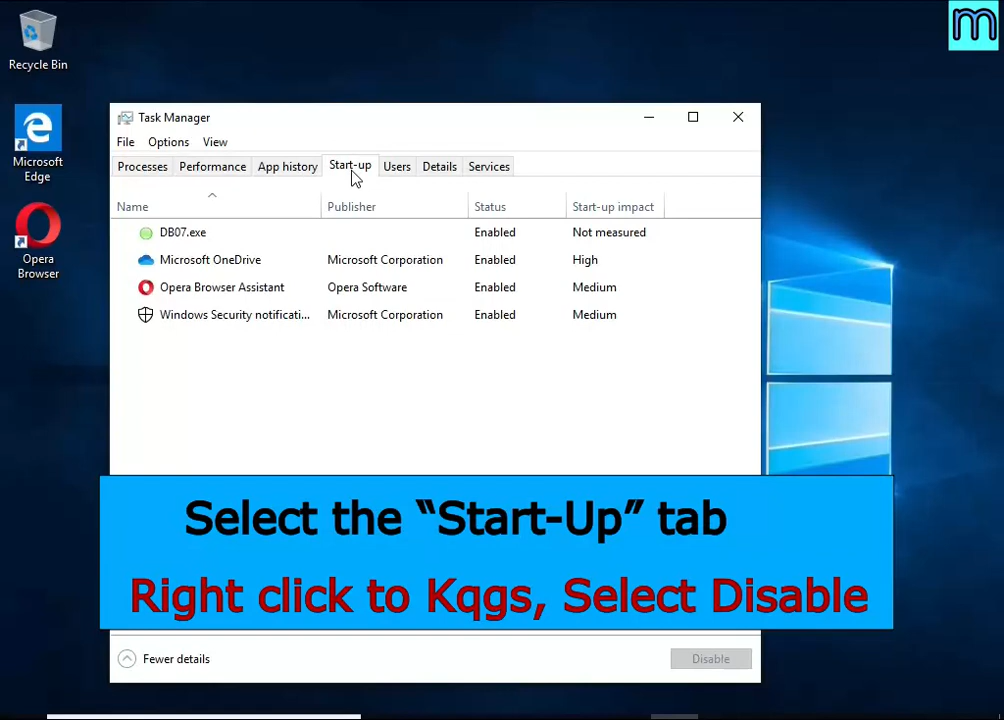 m
Recycle Bin
Microsoft
Edge
Opera
Browser
Task Manager
File Options View
Processes Performance App history Start-up Users Details Services
Name Publisher Status Start-up impact
DB07.exe Enabled Not measured
Microsoft OneDrive Microsoft Corporation Enabled High
Opera Browser Assistant Opera Software Enabled Medium
Windows Security notificati... Microsoft Corporation Enabled Medium
Select the “Start-Up” tab
Right click to Kqgs, Select Disable
Fewer details Disable